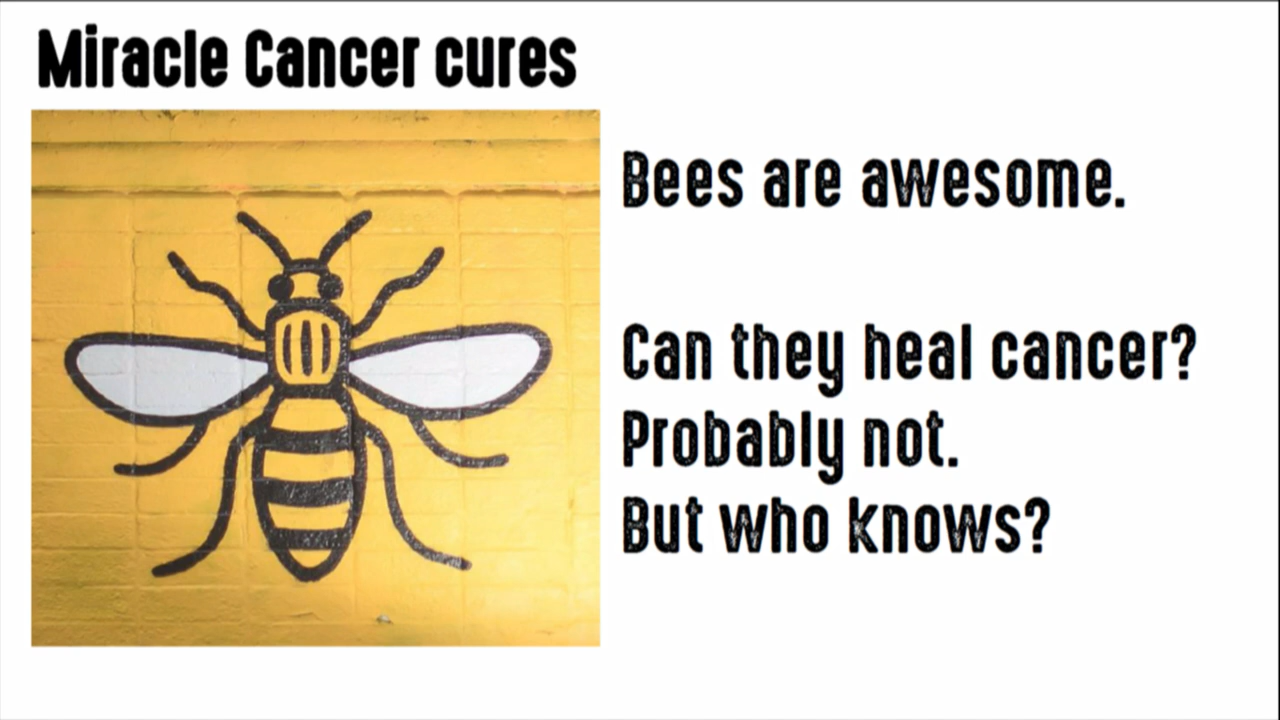 Miracle Cancer cures
Bees are awesome.
Can they heal cancer?
Probably not.
But who knows?